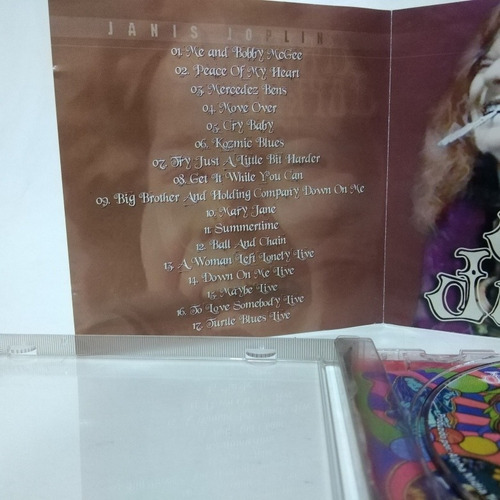 JANIS JOPLIN
01. Me and Bobby McGee
02. Peace Of My Heart
03. Mercedez Bens
04. Move Over
05. Cry Baby
06. Kozmic Blues
07. Try Just A Little Bit Harder
08. Get It While You Can
09. Big Brother And Holding Company Down On Me
10. Mary Jane
11. Summertime
12. Ball And Chain
13. A Woman Left Lonely Live
14. Down On Me Live
15. Maybe Live
16. To Love Somebody Live
17. Turtle Blues Live